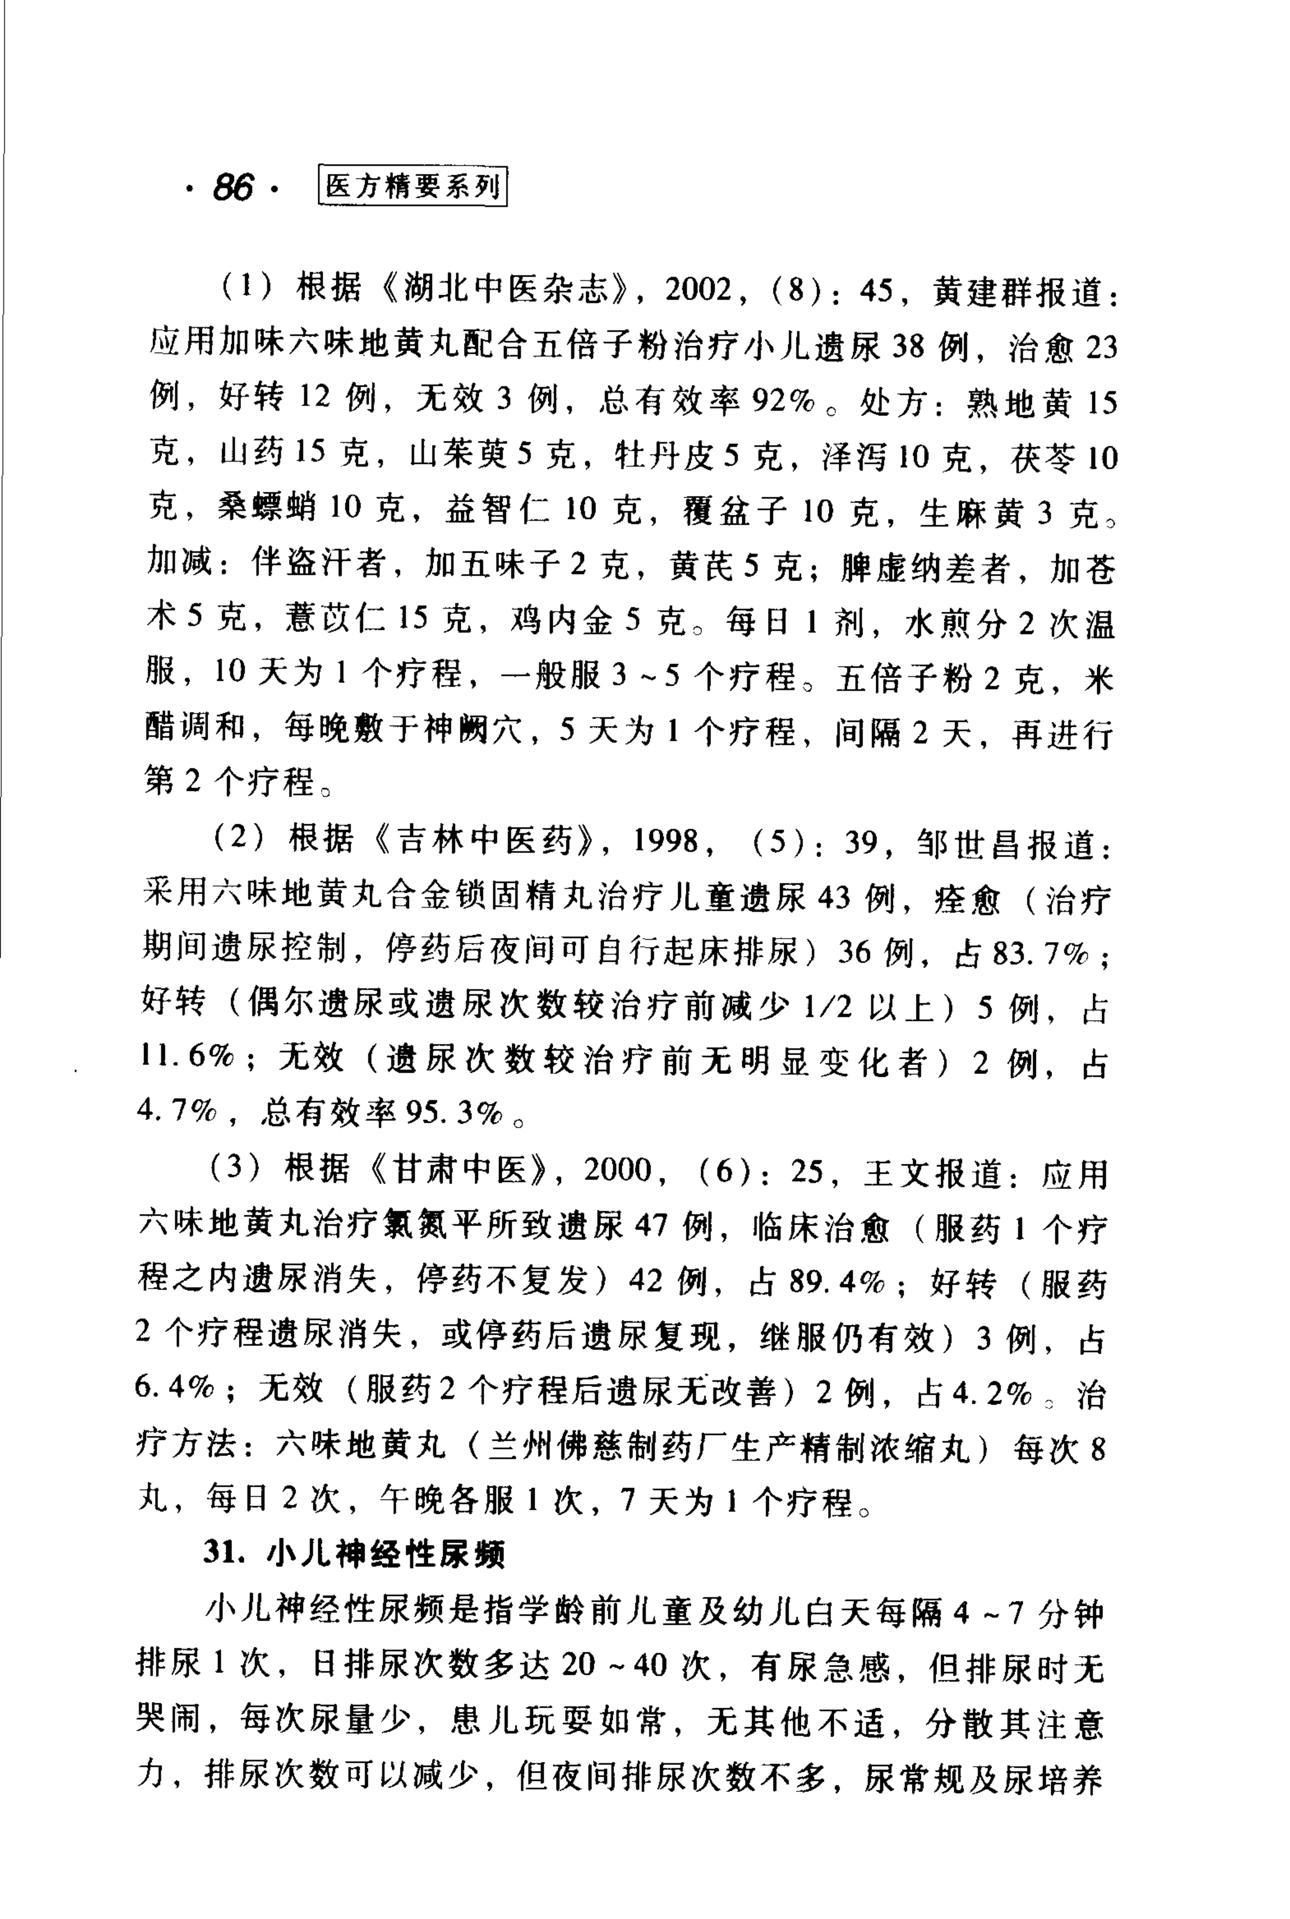 ·86· 医方精要系列
(1) 根据《湖北中医杂志》, 2002, (8): 45, 黄建群报道:
应用加味六味地黄丸配合五倍子粉治疗小儿遗尿 38 例, 治愈 23
例, 好转 12 例, 无效 3 例, 总有效率 92%。处方: 熟地黄 15
克, 山药 15 克, 山茱萸 5 克, 牡丹皮 5 克, 泽泻 10 克, 茯苓 10
克, 桑螵蛸 10 克, 益智仁 10 克, 覆盆子 10 克, 生麻黄 3 克。
加减: 伴盗汗者, 加五味子 2 克, 黄芪 5 克; 脾虚纳差者, 加苍
术 5 克, 薏苡仁 15 克, 鸡内金 5 克。每日 1 剂, 水煎分 2 次温
服, 10 天为 1 个疗程, 一般服 3～5 个疗程。五倍子粉 2 克, 米
醋调和, 每晚敷于神阙穴, 5 天为 1 个疗程, 间隔 2 天, 再进行
第 2 个疗程。
(2) 根据《吉林中医药》, 1998, (5): 39, 邹世昌报道:
采用六味地黄丸合金锁固精丸治疗儿童遗尿 43 例, 痊愈 (治疗
期间遗尿控制, 停药后夜间可自行起床排尿) 36 例, 占 83.7%;
好转 (偶尔遗尿或遗尿次数较治疗前减少 1/2 以上) 5 例, 占
11.6%; 无效 (遗尿次数较治疗前无明显变化者) 2 例, 占
4.7%, 总有效率 95.3%。
(3) 根据《甘肃中医》, 2000, (6): 25, 王文报道: 应用
六味地黄丸治疗氯氮平所致遗尿 47 例, 临床治愈 (服药 1 个疗
程之内遗尿消失, 停药不复发) 42 例, 占 89.4%; 好转 (服药
2 个疗程遗尿消失, 或停药后遗尿复现, 继服仍有效) 3 例, 占
6.4%; 无效 (服药 2 个疗程后遗尿无改善) 2 例, 占 4.2%。治
疗方法: 六味地黄丸 (兰州佛慈制药厂生产精制浓缩丸) 每次 8
丸, 每日 2 次, 午晚各服 1 次, 7 天为 1 个疗程。
31. 小儿神经性尿频
小儿神经性尿频是指学龄前儿童及幼儿白天每隔 4～7 分钟
排尿 1 次, 日排尿次数多达 20～40 次, 有尿急感, 但排尿时无
哭闹, 每次尿量少, 患儿玩耍如常, 无其他不适, 分散其注意
力, 排尿次数可以减少, 但夜间排尿次数不多, 尿常规及尿培养